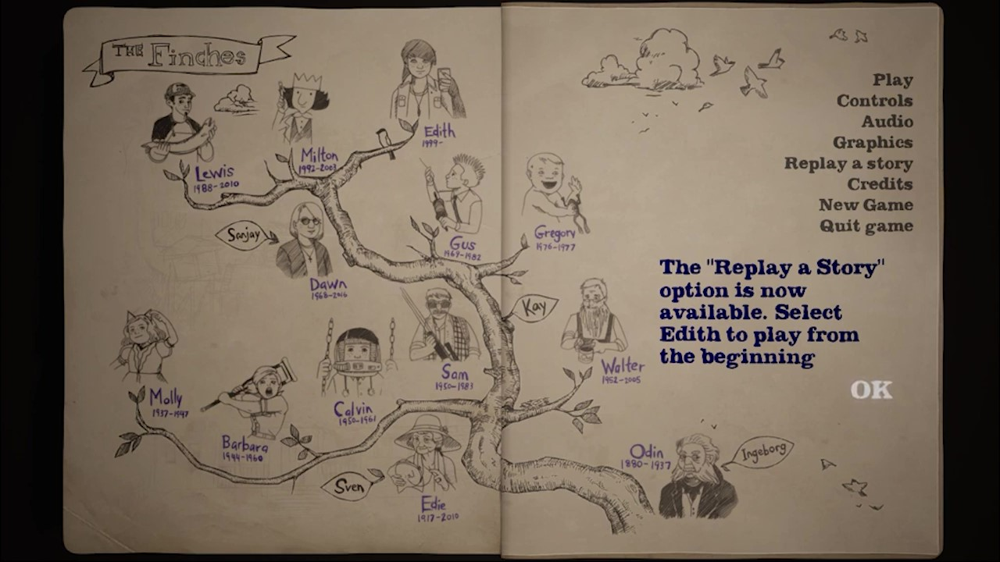 THE Finches
Edith
1999-
Milton
1992-2003
Lewis
1988-2010
Sanjay
Dawn
1968-2016
Gus
1969-1982
Gregory
1976-1977
Kay
Sam
1950-1983
Walter
1952-2005
Calvin
1950-1961
Molly
1937-1947
Barbara
1944-1960
Sven
Edie
1917-2010
Odin
1880-1937
Ingeborg
Play
Controls
Audio
Graphics
Replay a story
Credits
New Game
Quit game
The "Replay a Story"
option is now
available. Select
Edith to play from
the beginning
OK